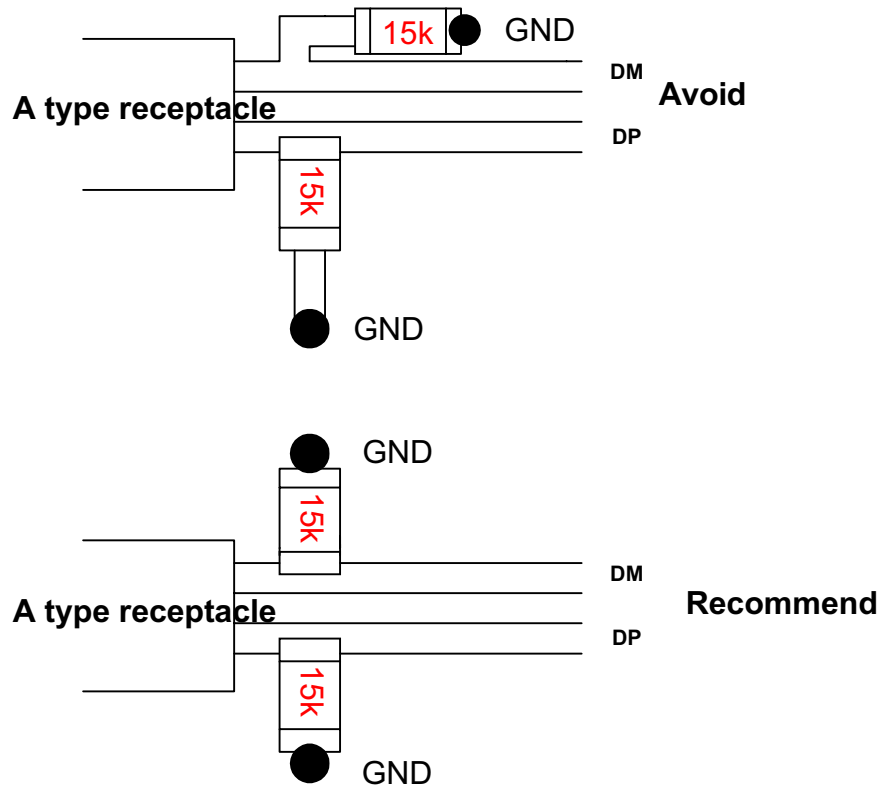 15k GND
DM
Avoid
A type receptacle
DP
15k
GND
GND
15k
DM
A type receptacle
Recommend
DP
15k
GND